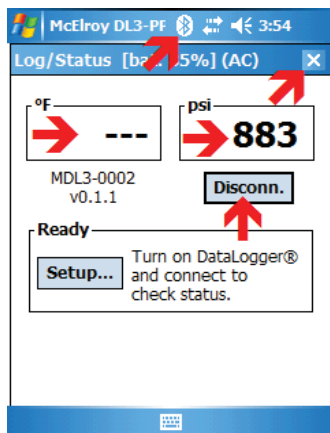 McElroy DL3-PF 3:54
Log/Status 5%] (AC)
°F psi
--- 883
MDL3-0002
v0.1.1
Disconn.
Ready
Setup...
Turn on DataLogger®
and connect to
check status.